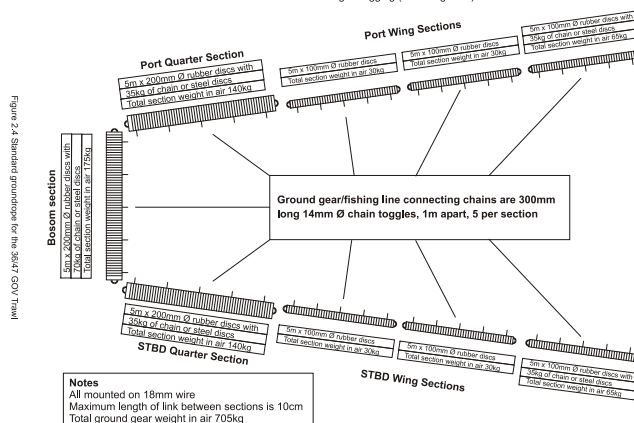 Port Wing Sections
Port Quarter Section
5m x 200mm Ø rubber discs with
35kg of chain or steel discs
Total section weight in air 140kg
5m x 100mm Ø rubber discs
Total section weight in air 30kg
5m x 100mm Ø rubber discs
Total section weight in air 30kg
5m x 100mm Ø rubber discs with
35kg of chain or steel discs
Total section weight in air 65kg
Figure 2.4 Standard groundrope for the 36/47 GOV Trawl
Bosom section
5m x 200mm Ø rubber discs with
70kg of chain or steel discs
Total section weight in air 175kg
Ground gear/fishing line connecting chains are 300mm
long 14mm Ø chain toggles, 1m apart, 5 per section
5m x 200mm Ø rubber discs with
35kg of chain or steel discs
Total section weight in air 140kg
STBD Quarter Section
5m x 100mm Ø rubber discs
Total section weight in air 30kg
5m x 100mm Ø rubber discs
Total section weight in air 30kg
5m x 100mm Ø rubber discs with
35kg of chain or steel discs
Total section weight in air 65kg
STBD Wing Sections
Notes
All mounted on 18mm wire
Maximum length of link between sections is 10cm
Total ground gear weight in air 705kg